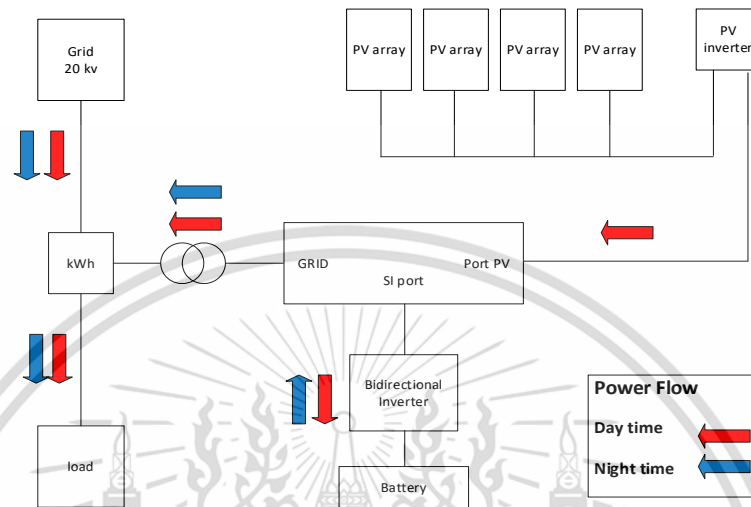 Grid
20 kv
PV array
PV array
PV array
PV array
PV
inverter
kWh
GRID
Port PV
SI port
Bidirectional
Inverter
load
Battery
Power Flow
Day time
Night time